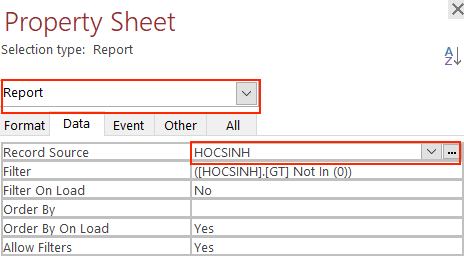 Property Sheet
Selection type: Report
Report
Format Data Event Other All
Record Source HOCSINH
Filter ([HOCSINH].[GT] Not In (0))
Filter On Load No
Order By
Order By On Load Yes
Allow Filters Yes